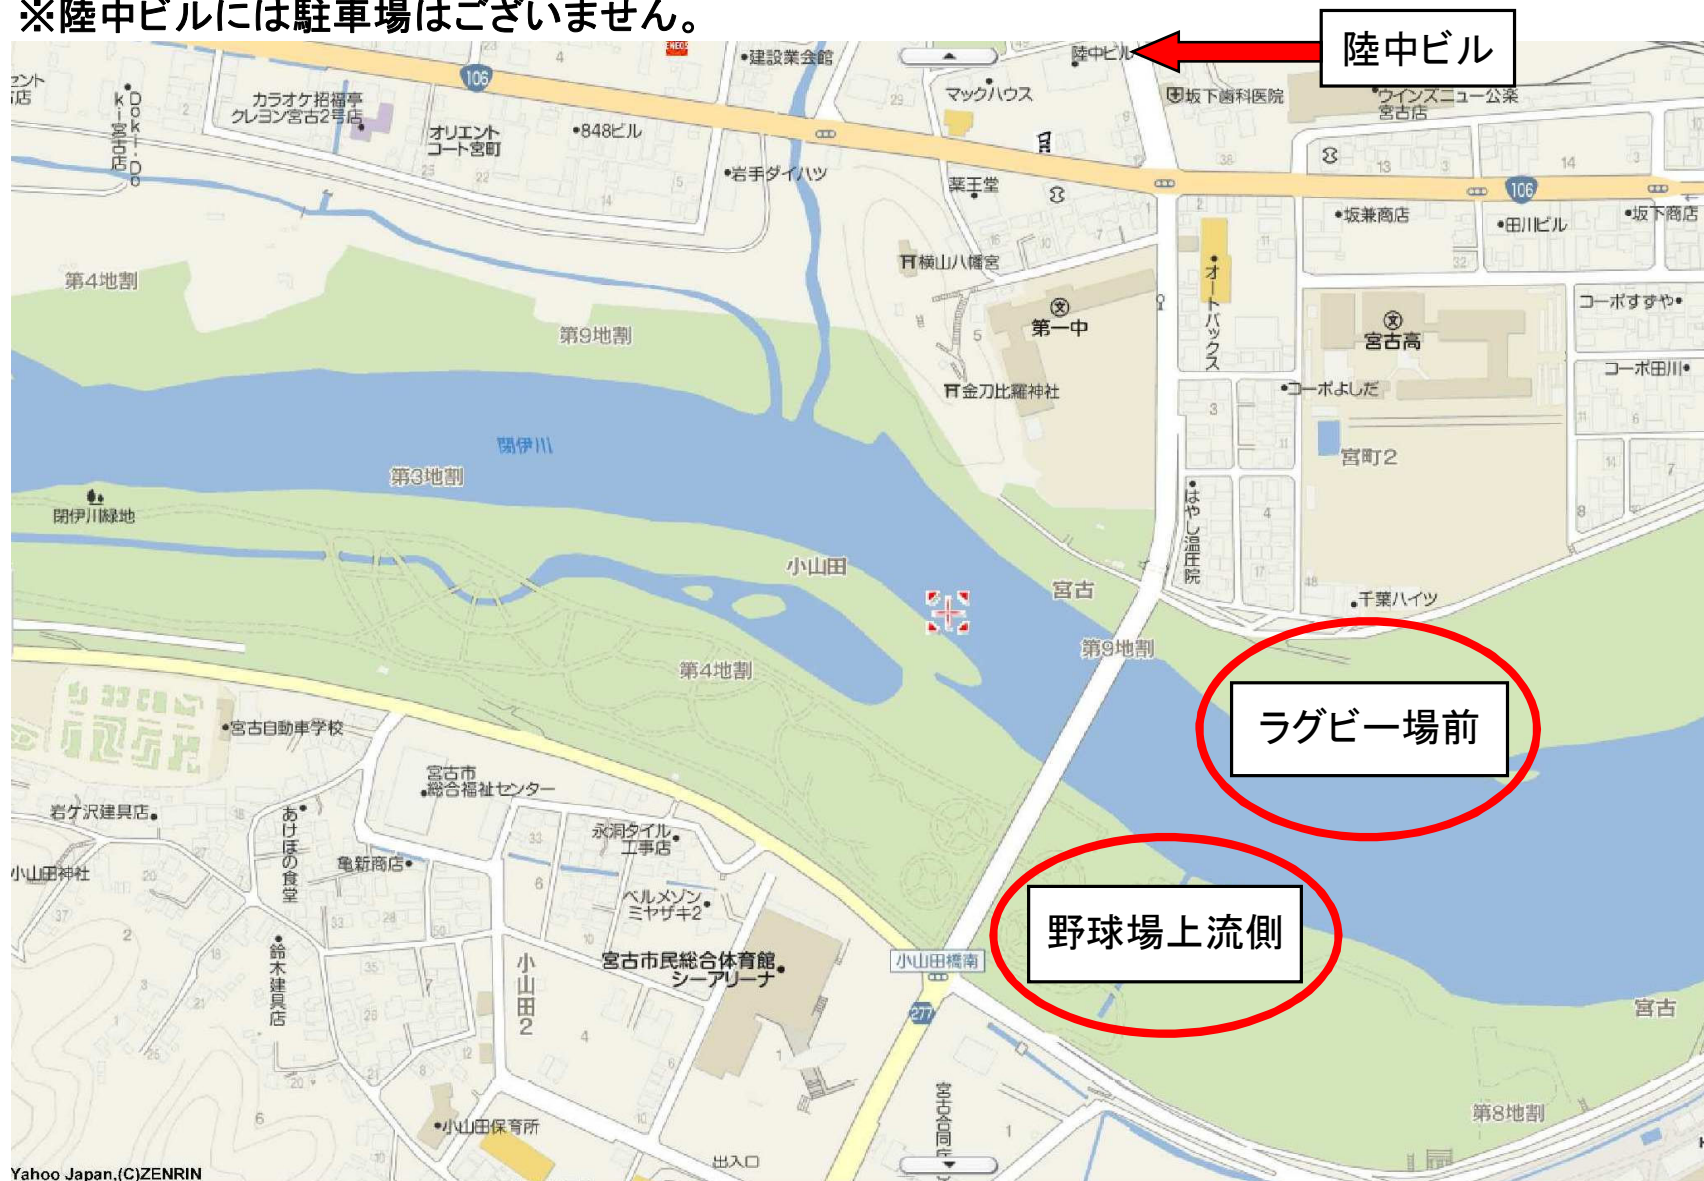 ※陸中ビルには駐車場はございません。
陸中ビル
ENEOS
建設業会館
陸中ビル
106
カラオケ招福亭
クレヨン宮古2号店
Doki-Do
ki宮古店
オリエント
コート宮町
848ビル
マックハウス
坂下歯科医院
ウインズニュー公楽
宮古店
岩手ダイハツ
薬王堂
106
坂兼商店
田川ビル
坂下商店
第4地割
横山八幡宮
オートバックス
コーポすずや
第9地割
第一中
宮古高
金刀比羅神社
コーポよしだ
コーポ田川
閉伊川
第3地割
宮町2
閉伊川緑地
はやし温圧院
小山田
宮古
千葉ハイツ
第9地割
第4地割
ラグビー場前
宮古自動車学校
宮古市
総合福祉センター
岩ケ沢建具店
あけぼの食堂
永洞タイル
工事店
亀新商店
小山田神社
ベルメゾン
ミヤザキ2
野球場上流側
鈴木建具店
小山田2
宮古市民総合体育館
シーアリーナ
小山田橋南
277
宮古
宮古合同庁
第8地割
小山田保育所
出入口
Yahoo Japan,(C)ZENRIN